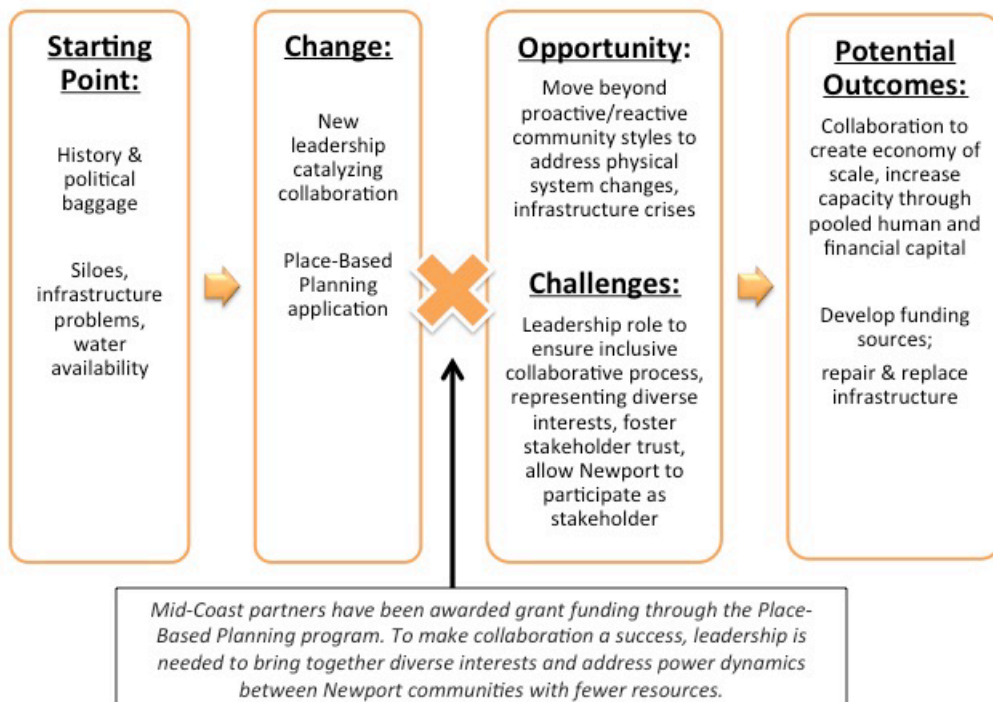 Starting
Point:
History &
political
baggage
Siloes,
infrastructure
problems,
water
availability
Change:
New
leadership
catalyzing
collaboration
Place-Based
Planning
application
Opportunity:
Move beyond
proactive/reactive
community styles to
address physical
system changes,
infrastructure crises
Challenges:
Leadership role to
ensure inclusive
collaborative process,
representing diverse
interests, foster
stakeholder trust,
allow Newport to
participate as
stakeholder
Potential
Outcomes:
Collaboration to
create economy of
scale, increase
capacity through
pooled human and
financial capital
Develop funding
sources;
repair & replace
infrastructure
Mid-Coast partners have been awarded grant funding through the Place-
Based Planning program. To make collaboration a success, leadership is
needed to bring together diverse interests and address power dynamics
between Newport communities with fewer resources.